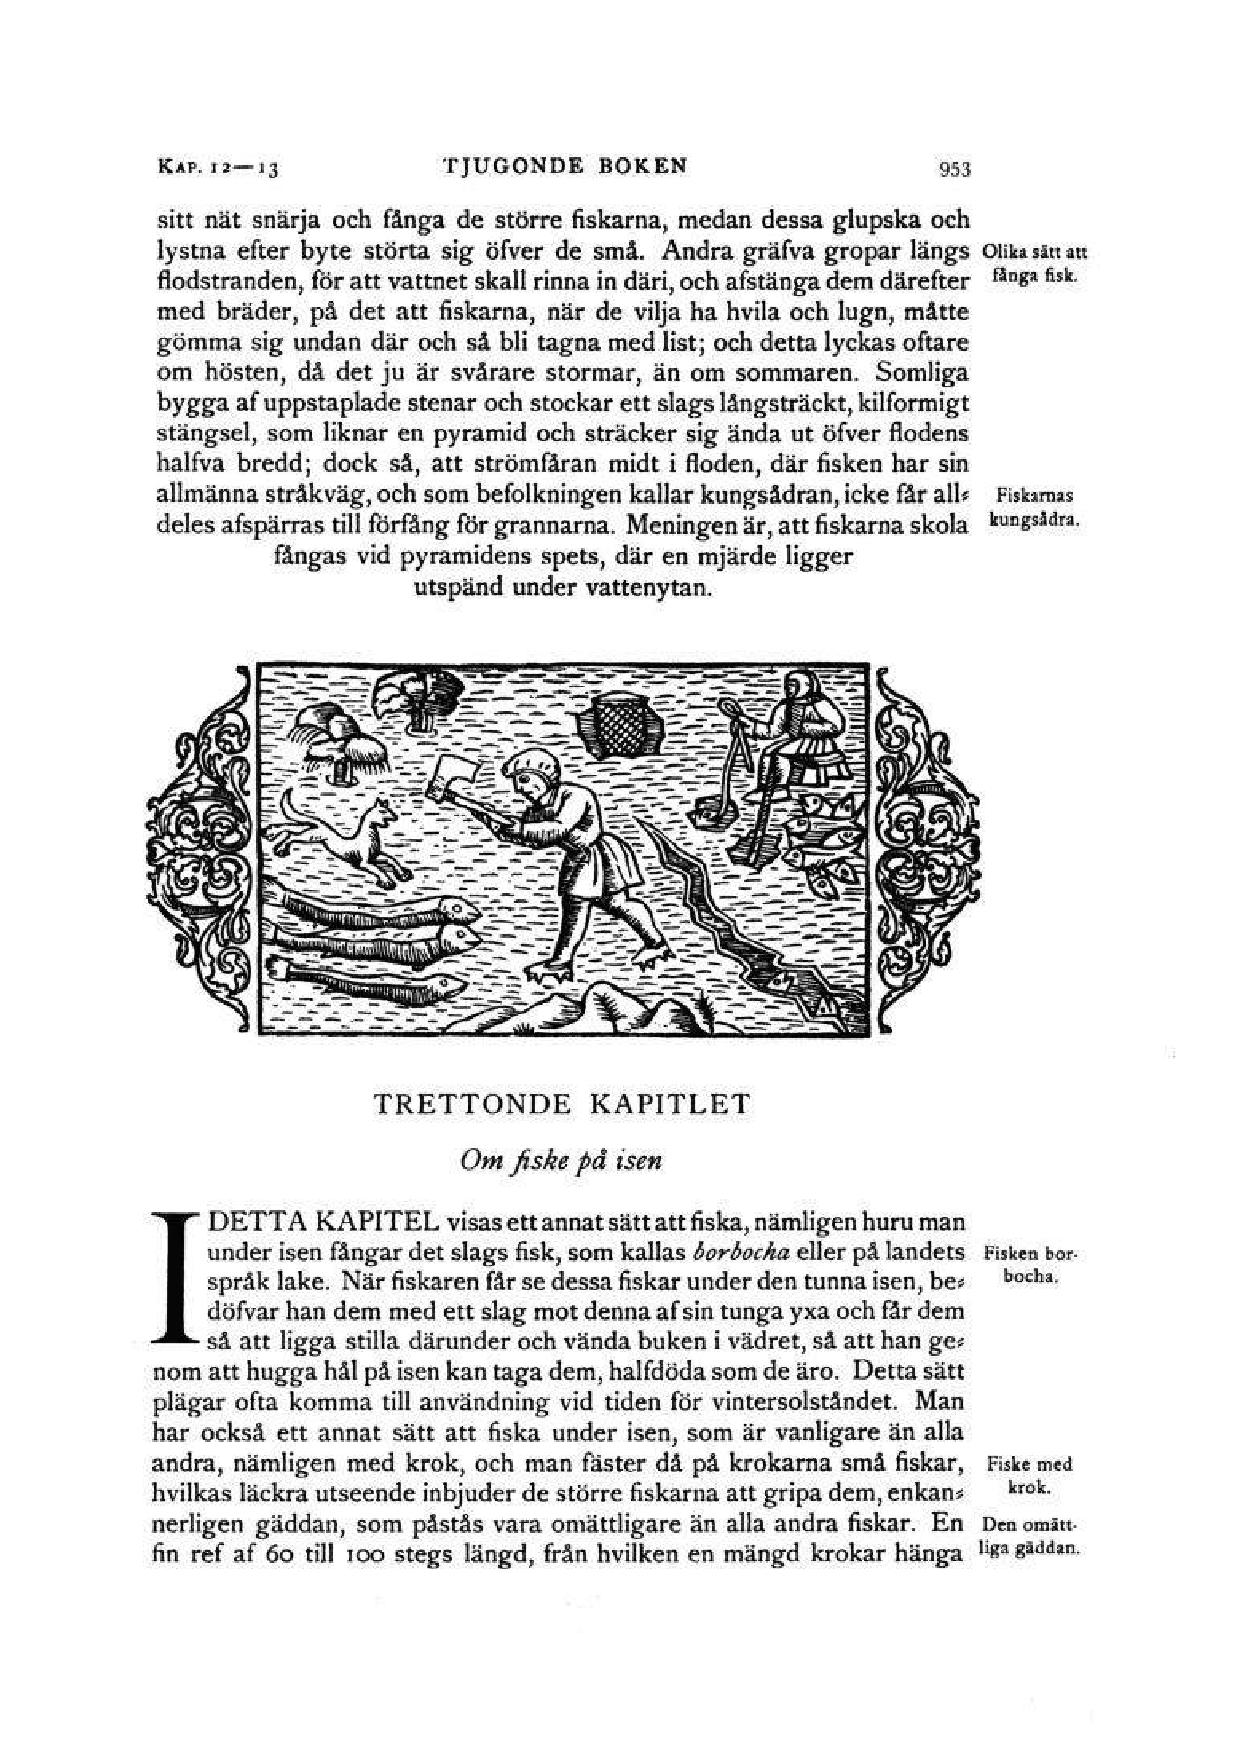 KAP. 12—13 TJUGONDE BOKEN 953
sitt nät snärja och fånga de större fiskarna, medan dessa glupska och
lystna efter byte störta sig öfver de små. Andra gräfva gropar längs
Olika sätt att
flodstranden, för att vattnet skall rinna in däri, och afstänga dem därefter
fånga fisk.
med bräder, på det att fiskarna, när de vilja ha hvila och lugn, måtte
gömma sig undan där och så bli tagna med list; och detta lyckas oftare
om hösten, då det ju är svårare stormar, än om sommaren. Somliga
bygga af uppstaplade stenar och stockar ett slags långsträckt, kilformigt
stängsel, som liknar en pyramid och sträcker sig ända ut öfver flodens
halfva bredd; dock så, att strömfåran midt i floden, där fisken har sin
allmänna stråkväg, och som befolkningen kallar kungsådran, icke får all-
Fiskarnas
deles afspärras till förfång för grannarna. Meningen är, att fiskarna skola
kungsådra.
fångas vid pyramidens spets, där en mjärde ligger
utspänd under vattenytan.
TRETTONDE KAPITLET
Om fiske på isen
I DETTA KAPITEL visas ett annat sätt att fiska, nämligen huru man
under isen fångar det slags fisk, som kallas borbocha eller på landets
Fisken bor-
språk lake. När fiskaren får se dessa fiskar under den tunna isen, be-
bocha.
döfvar han dem med ett slag mot denna af sin tunga yxa och får dem
så att ligga stilla därunder och vända buken i vädret, så att han ge-
nom att hugga hål på isen kan taga dem, halfdöda som de äro. Detta sätt
plägar ofta komma till användning vid tiden för vintersolståndet. Man
har också ett annat sätt att fiska under isen, som är vanligare än alla
andra, nämligen med krok, och man fäster då på krokarna små fiskar,
Fiske med
hvilkas läckra utseende inbjuder de större fiskarna att gripa dem, enkan-
krok.
nerligen gäddan, som påstås vara omättligare än alla andra fiskar. En
Den omätt-
fin ref af 60 till 100 stegs längd, från hvilken en mängd krokar hänga
liga gäddan.